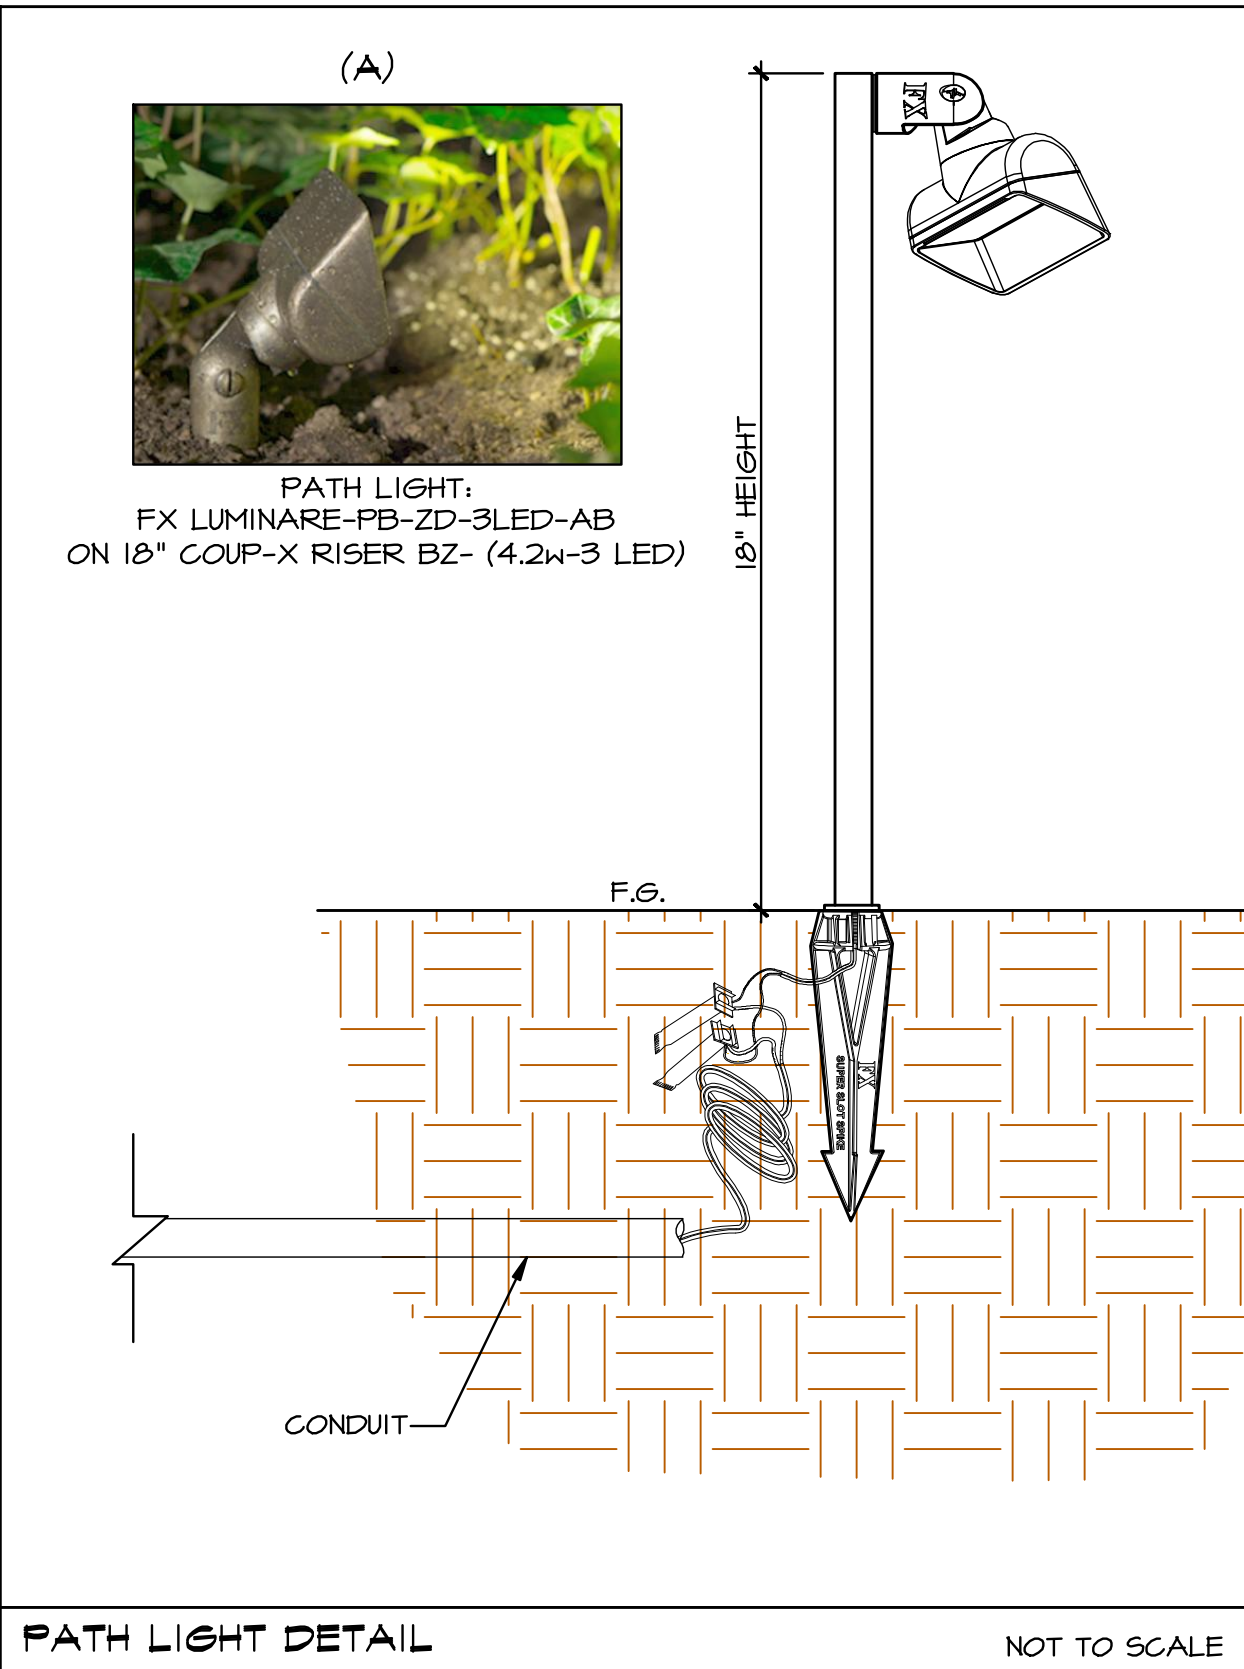 (A)
PATH LIGHT:
FX LUMINARE-PB-ZD-3LED-AB
ON 18" COUP-X RISER BZ- (4.2w-3 LED)
FX
18" HEIGHT
F.G.
FX
SUPER SLOT SPIKE
CONDUIT
PATH LIGHT DETAIL
NOT TO SCALE